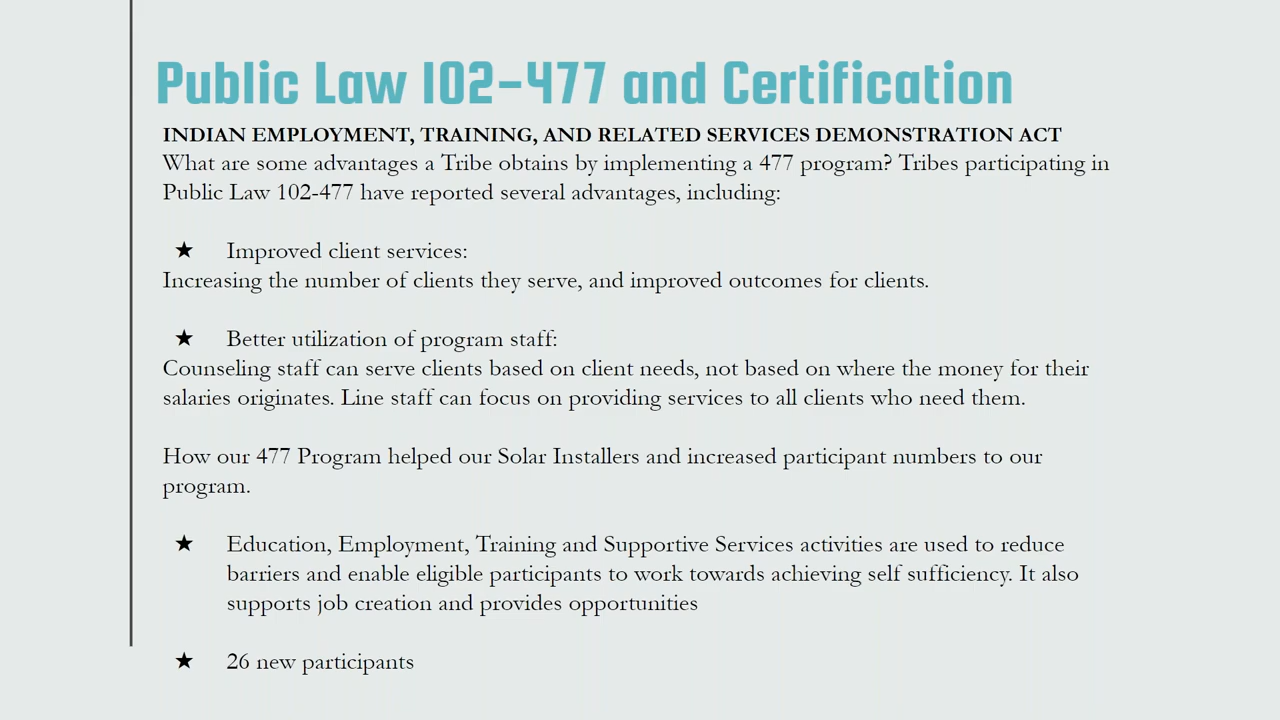 Public Law 102-477 and Certification
INDIAN EMPLOYMENT, TRAINING, AND RELATED SERVICES DEMONSTRATION ACT
What are some advantages a Tribe obtains by implementing a 477 program? Tribes participating in
Public Law 102-477 have reported several advantages, including:
★ Improved client services:
Increasing the number of clients they serve, and improved outcomes for clients.
★ Better utilization of program staff:
Counseling staff can serve clients based on client needs, not based on where the money for their
salaries originates. Line staff can focus on providing services to all clients who need them.
How our 477 Program helped our Solar Installers and increased participant numbers to our
program.
★ Education, Employment, Training and Supportive Services activities are used to reduce
barriers and enable eligible participants to work towards achieving self sufficiency. It also
supports job creation and provides opportunities
★ 26 new participants